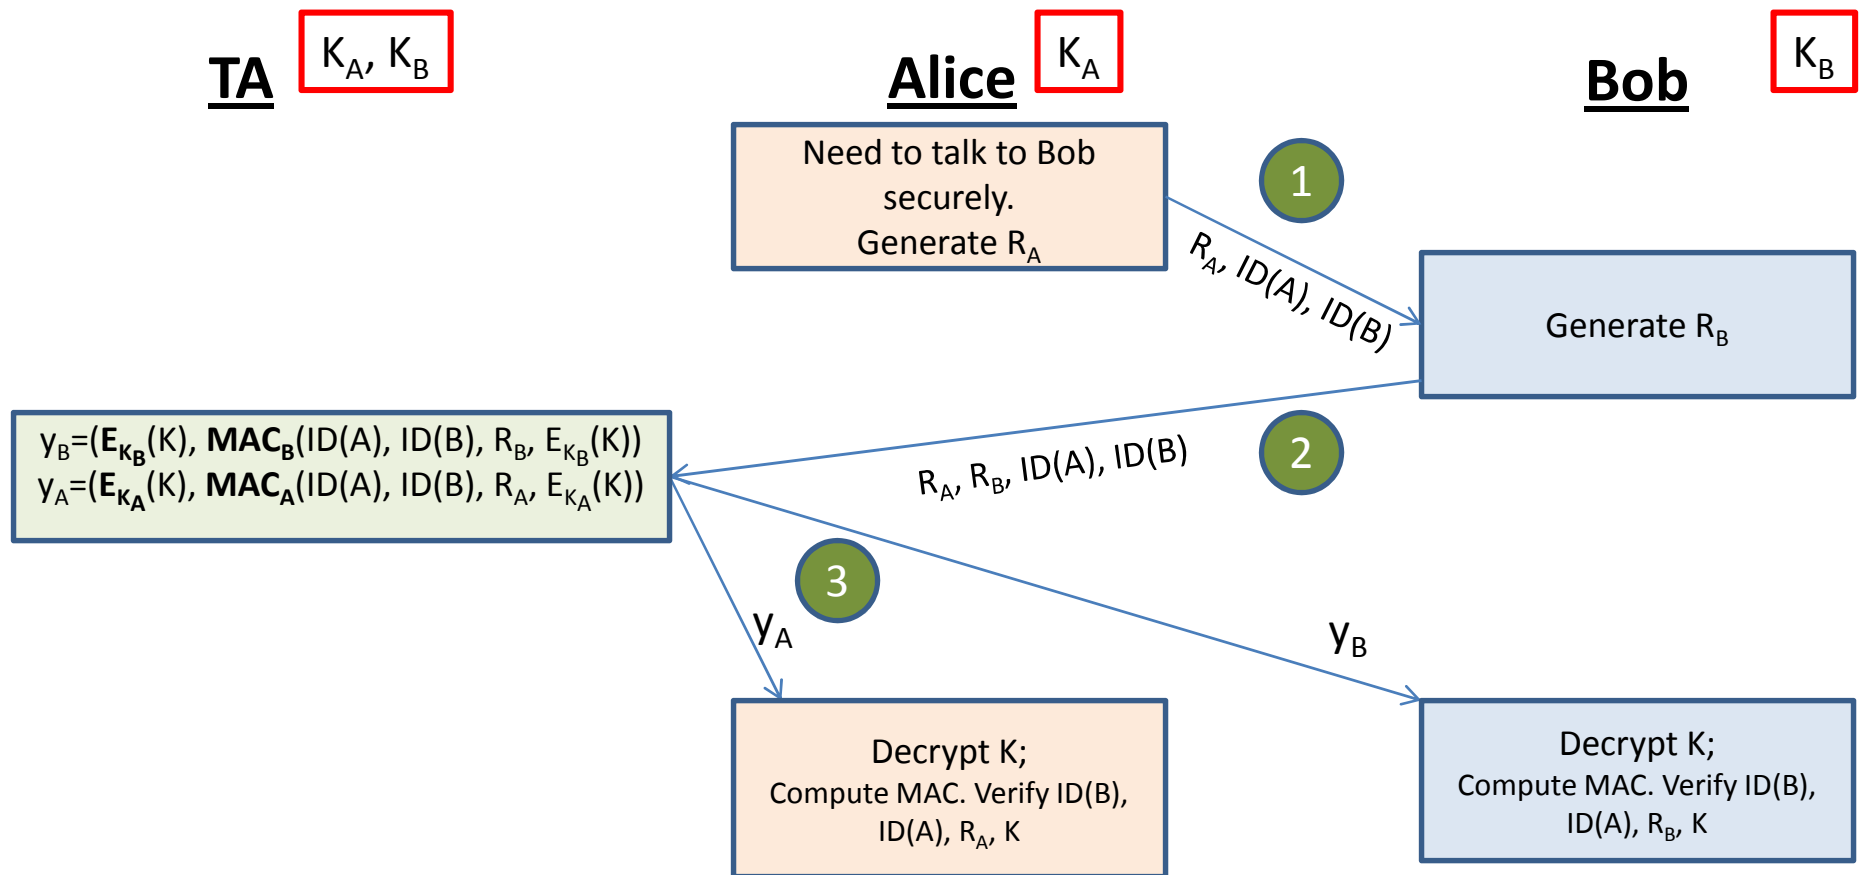 TA
K_A, K_B
Alice
K_A
Bob
K_B
Need to talk to Bob
securely.
Generate R_A
1
R_A, ID(A), ID(B)
Generate R_B
2
R_A, R_B, ID(A), ID(B)
y_B=(E_{K_B}(K), MAC_B(ID(A), ID(B), R_B, E_{K_B}(K))
y_A=(E_{K_A}(K), MAC_A(ID(A), ID(B), R_A, E_{K_A}(K))
3
y_A
y_B
Decrypt K;
Compute MAC. Verify ID(B),
ID(A), R_A, K
Decrypt K;
Compute MAC. Verify ID(B),
ID(A), R_B, K